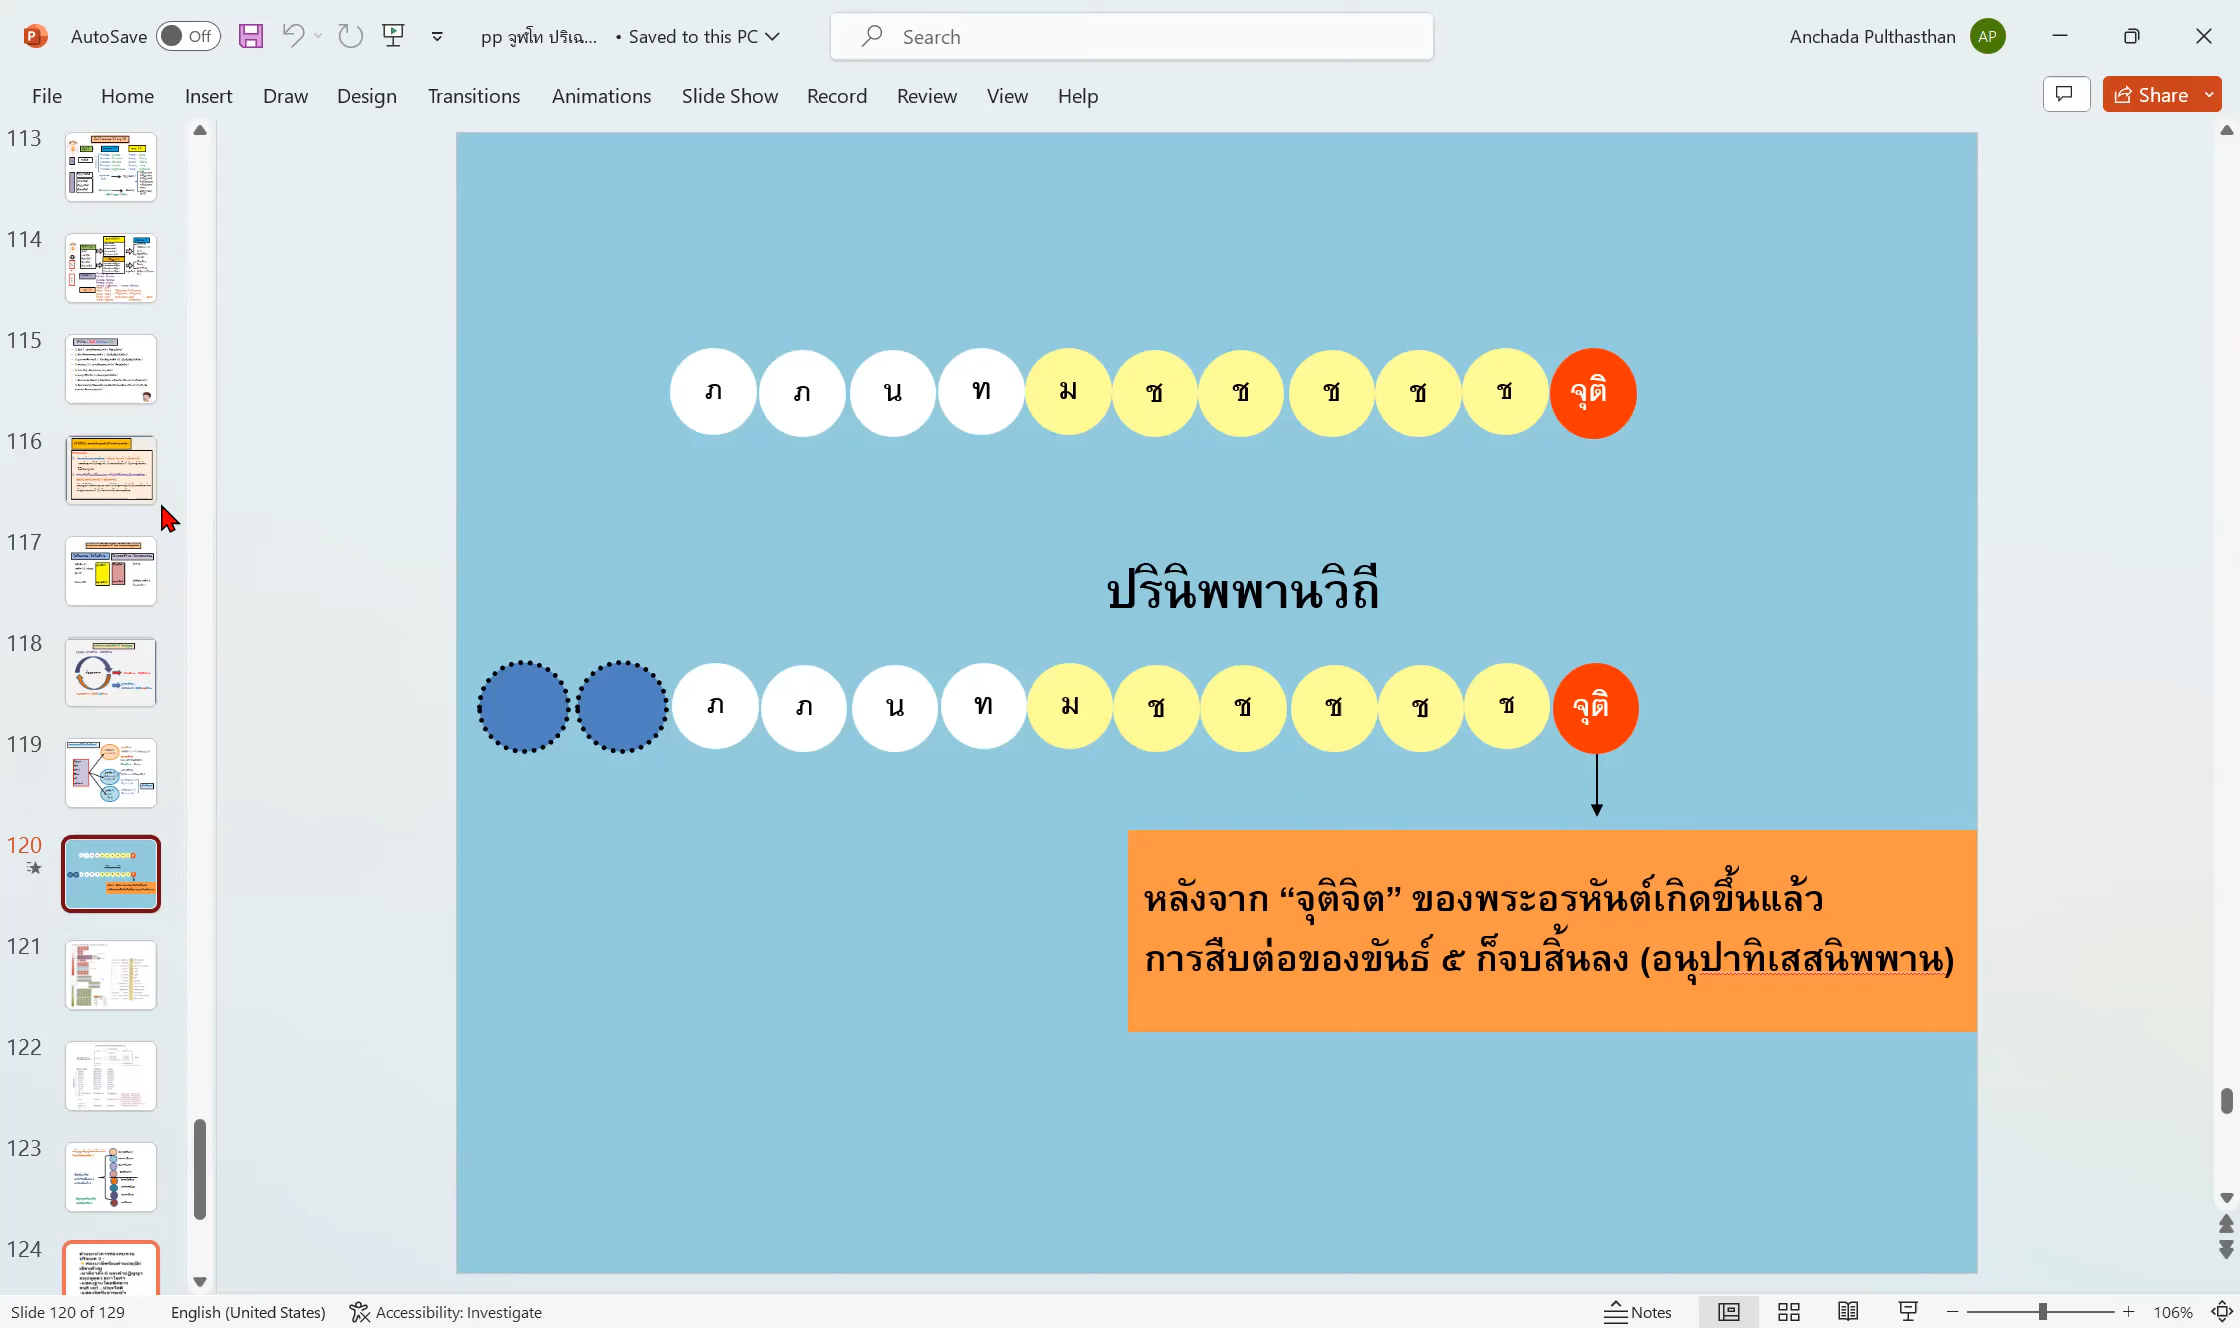 AutoSave Off pp จูฬโท ปริเฉ... • Saved to this PC Search Anchada Pulthasthan AP
File Home Insert Draw Design Transitions Animations Slide Show Record Review View Help Share
113
114
115
116
117
118
119
120
121
122
123
124
ภ ภ น ท ม ช ช ช ช ช จุติ
ปรินิพพานวิถี
ภ ภ น ท ม ช ช ช ช ช จุติ
หลังจาก “จุติจิต” ของพระอรหันต์เกิดขึ้นแล้ว
การสืบต่อของขันธ์ ๕ ก็จบสิ้นลง (อนุปาทิเสสนิพพาน)
Slide 120 of 129 English (United States) Accessibility: Investigate Notes 106%